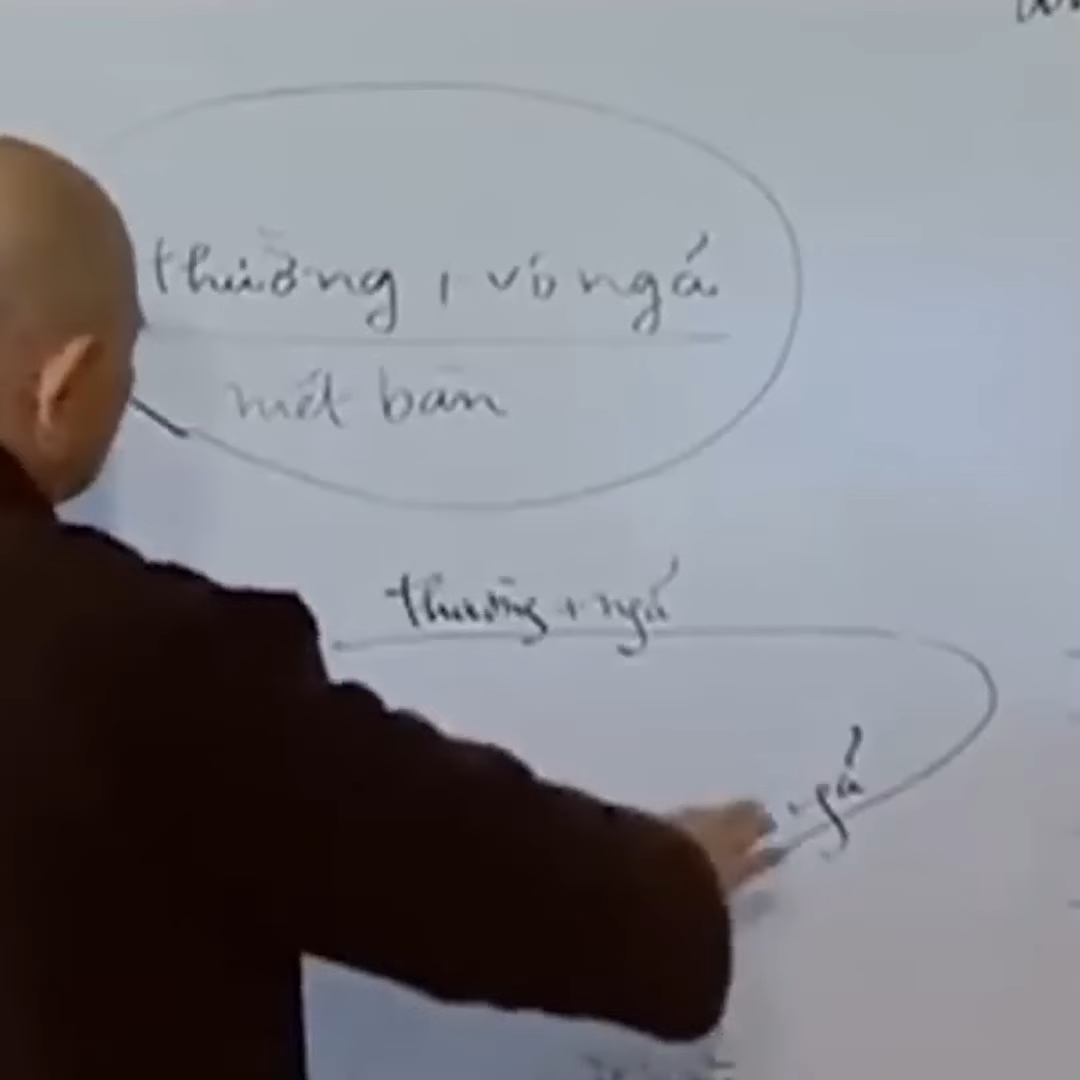 thường, vô ngã
niết bàn
thường, ngã
ngã